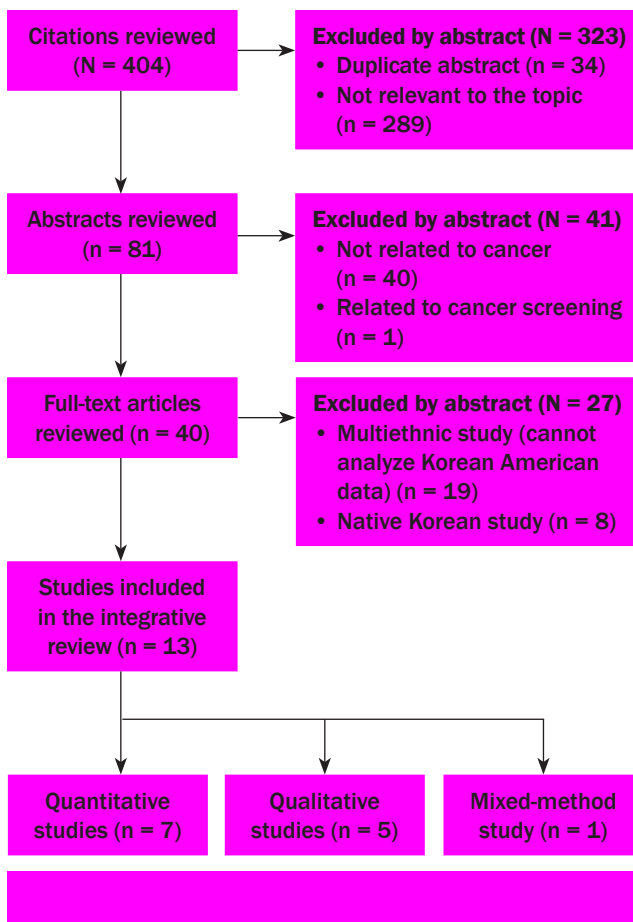 Citations reviewed
(N = 404)
Excluded by abstract (N = 323)
• Duplicate abstract (n = 34)
• Not relevant to the topic
(n = 289)
Abstracts reviewed
(n = 81)
Excluded by abstract (N = 41)
• Not related to cancer
(n = 40)
• Related to cancer screening
(n = 1)
Full-text articles
reviewed (n = 40)
Excluded by abstract (N = 27)
• Multiethnic study (cannot
analyze Korean American
data) (n = 19)
• Native Korean study (n = 8)
Studies included
in the integrative
review (n = 13)
Quantitative
studies (n = 7)
Qualitative
studies (n = 5)
Mixed-method
study (n = 1)